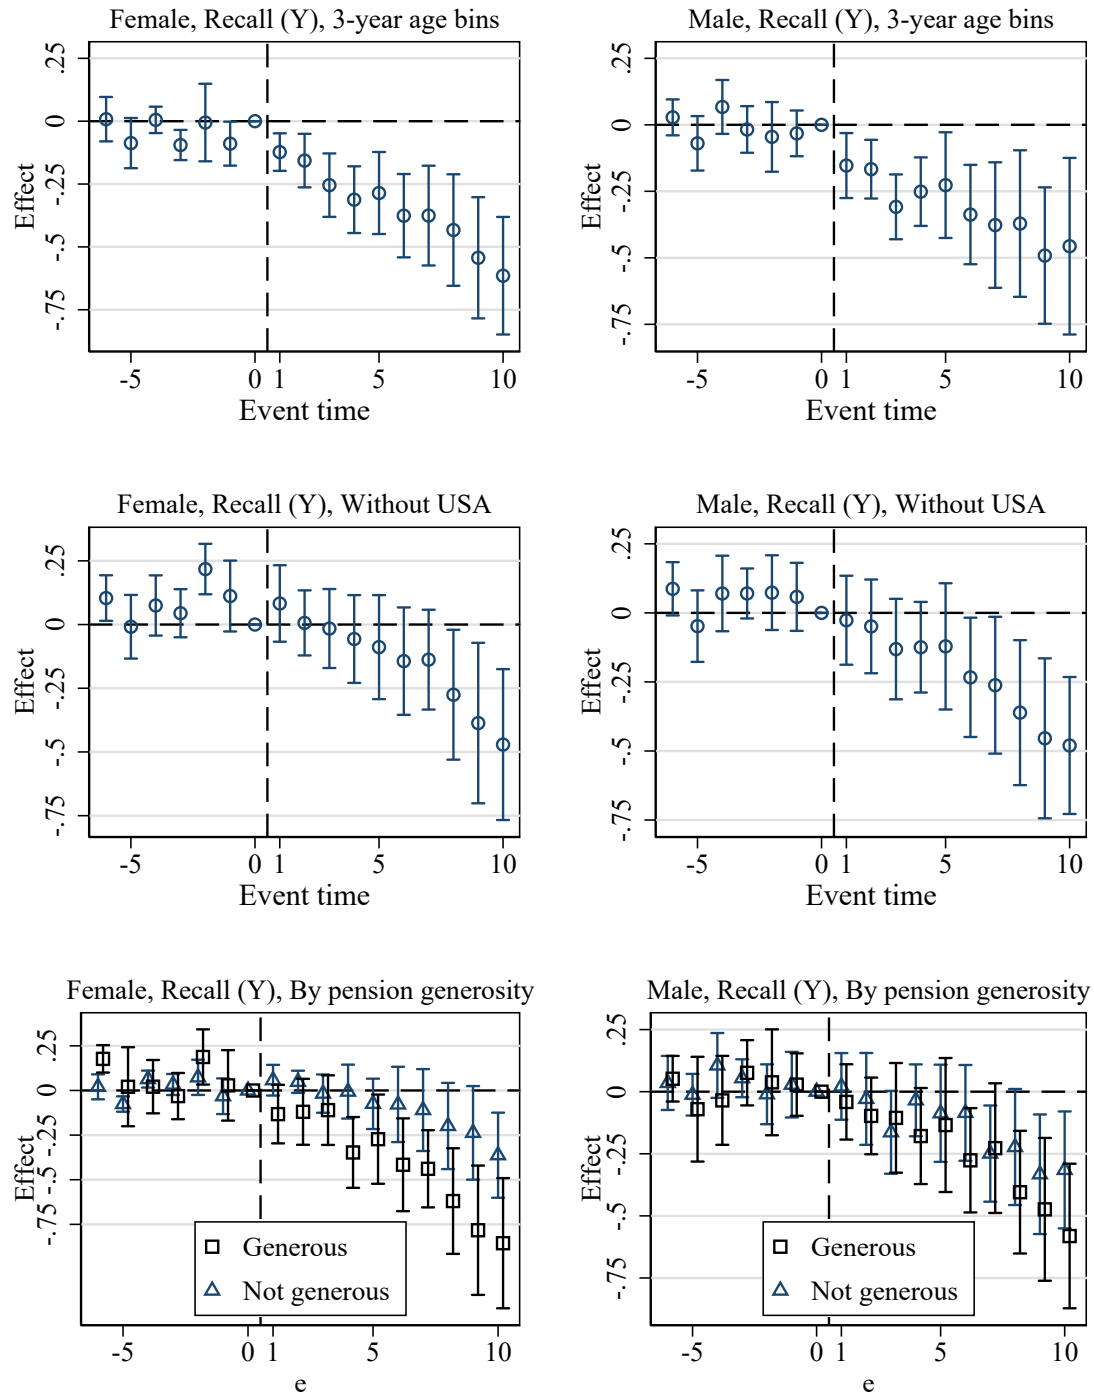 Female, Recall (Y), 3-year age bins
Effect
.25
0
-.25
-.5
-.75
-5 0 1 5 10
Event time
Male, Recall (Y), 3-year age bins
Effect
.25
0
-.25
-.5
-.75
-5 0 1 5 10
Event time
Female, Recall (Y), Without USA
Effect
.25
0
-.25
-.5
-.75
-5 0 1 5 10
Event time
Male, Recall (Y), Without USA
Effect
.25
0
-.25
-.5
-.75
-5 0 1 5 10
Event time
Female, Recall (Y), By pension generosity
Effect
.25
0
-.25
-.5
-.75
Generous
Not generous
-5 0 1 5 10
e
Male, Recall (Y), By pension generosity
Effect
.25
0
-.25
-.5
-.75
Generous
Not generous
-5 0 1 5 10
e